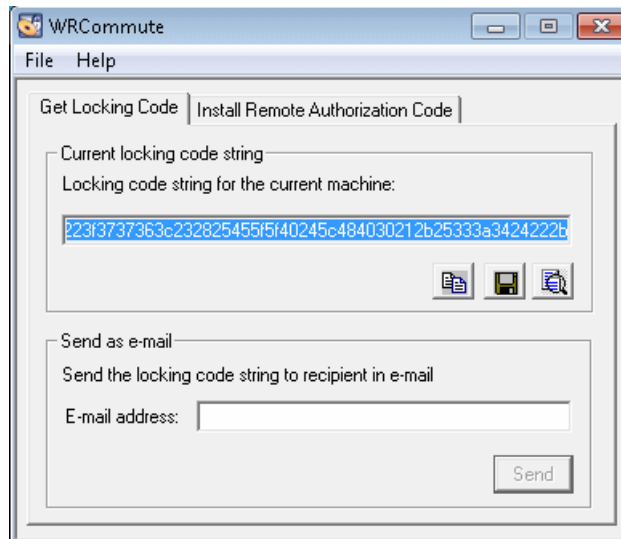 WRCommute
File Help
Get Locking Code Install Remote Authorization Code
Current locking code string
Locking code string for the current machine:
223f3737363c232825455f5f40245c484030212b25333a3424222b
Send as e-mail
Send the locking code string to recipient in e-mail
E-mail address:
Send